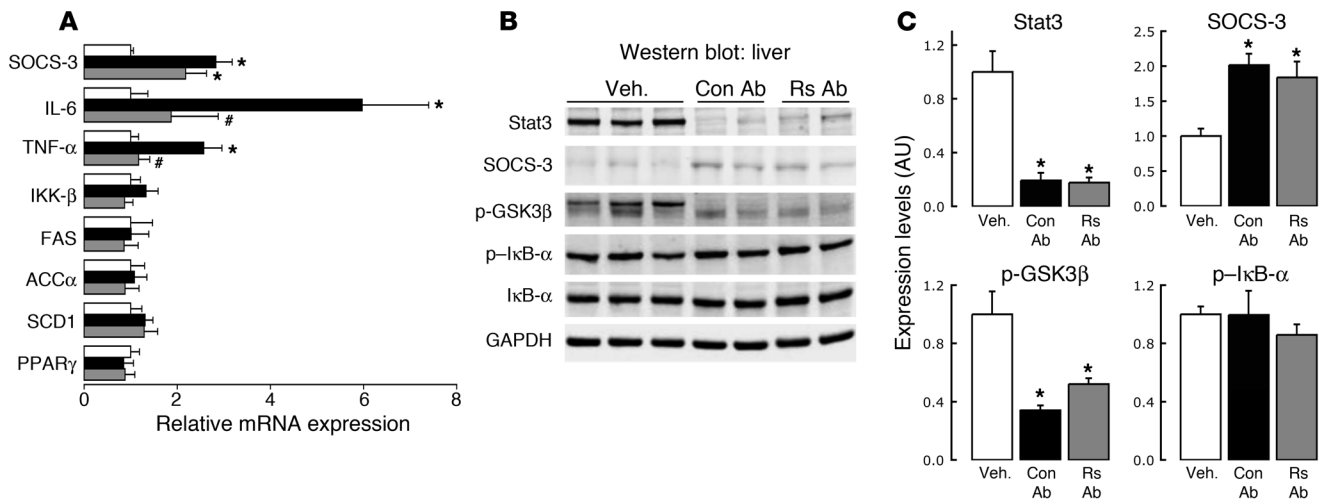 A
SOCS-3
*
*
IL-6
*
#
TNF-α
*
#
IKK-β
FAS
ACCα
SCD1
PPARγ
0 2 4 6 8
Relative mRNA expression
B
Western blot: liver
Veh. Con Ab Rs Ab
Stat3
SOCS-3
p-GSK3β
p–IκB-α
IκB-α
GAPDH
C
Expression levels (AU)
Stat3
1.2
0.8
0.4
0.0
* *
Veh. Con Rs
Ab Ab
SOCS-3
2.5
2.0
1.5
1.0
0.5
0.0
* *
Veh. Con Rs
Ab Ab
p-GSK3β
1.2
0.8
0.4
0.0
* *
Veh. Con Rs
Ab Ab
p–IκB-α
1.2
0.8
0.4
0.0
Veh. Con Rs
Ab Ab